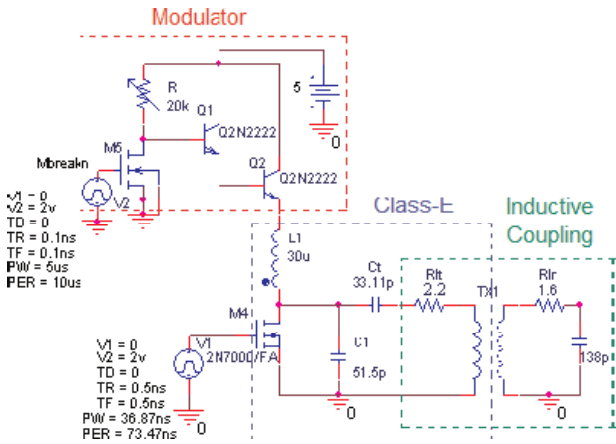 Modulator
R
20k
Q1
Q2N2222
5
0
M5
Mbreakn
Q2
Q2N2222
V2
V1 = 0
V2 = 2v
TD = 0
TR = 0.1ns
TF = 0.1ns
PW = 5us
PER = 10us
Class-E
Inductive
Coupling
L1
30u
Ct
33.11p
Rlt
2.2
TX1
Rlr
1.6
M4
V1
2N7000/FA
C1
51.5p
138p
0
0
0
V1 = 0
V2 = 2v
TD = 0
TR = 0.5ns
TF = 0.5ns
PW = 36.87ns
PER = 73.47ns